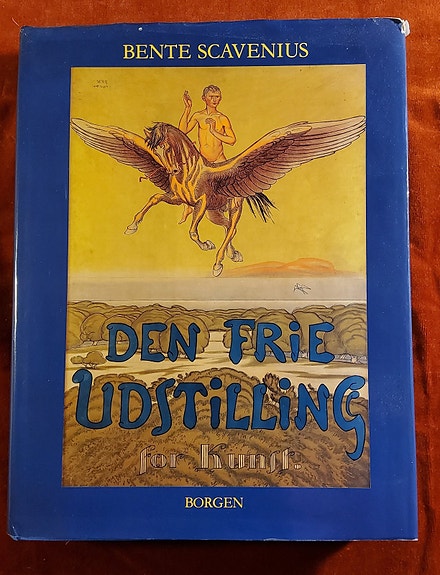 BENTE SCAVENIUS
DEN FRiE
UDSTiLLiNG
for Kunst.
BORGEN